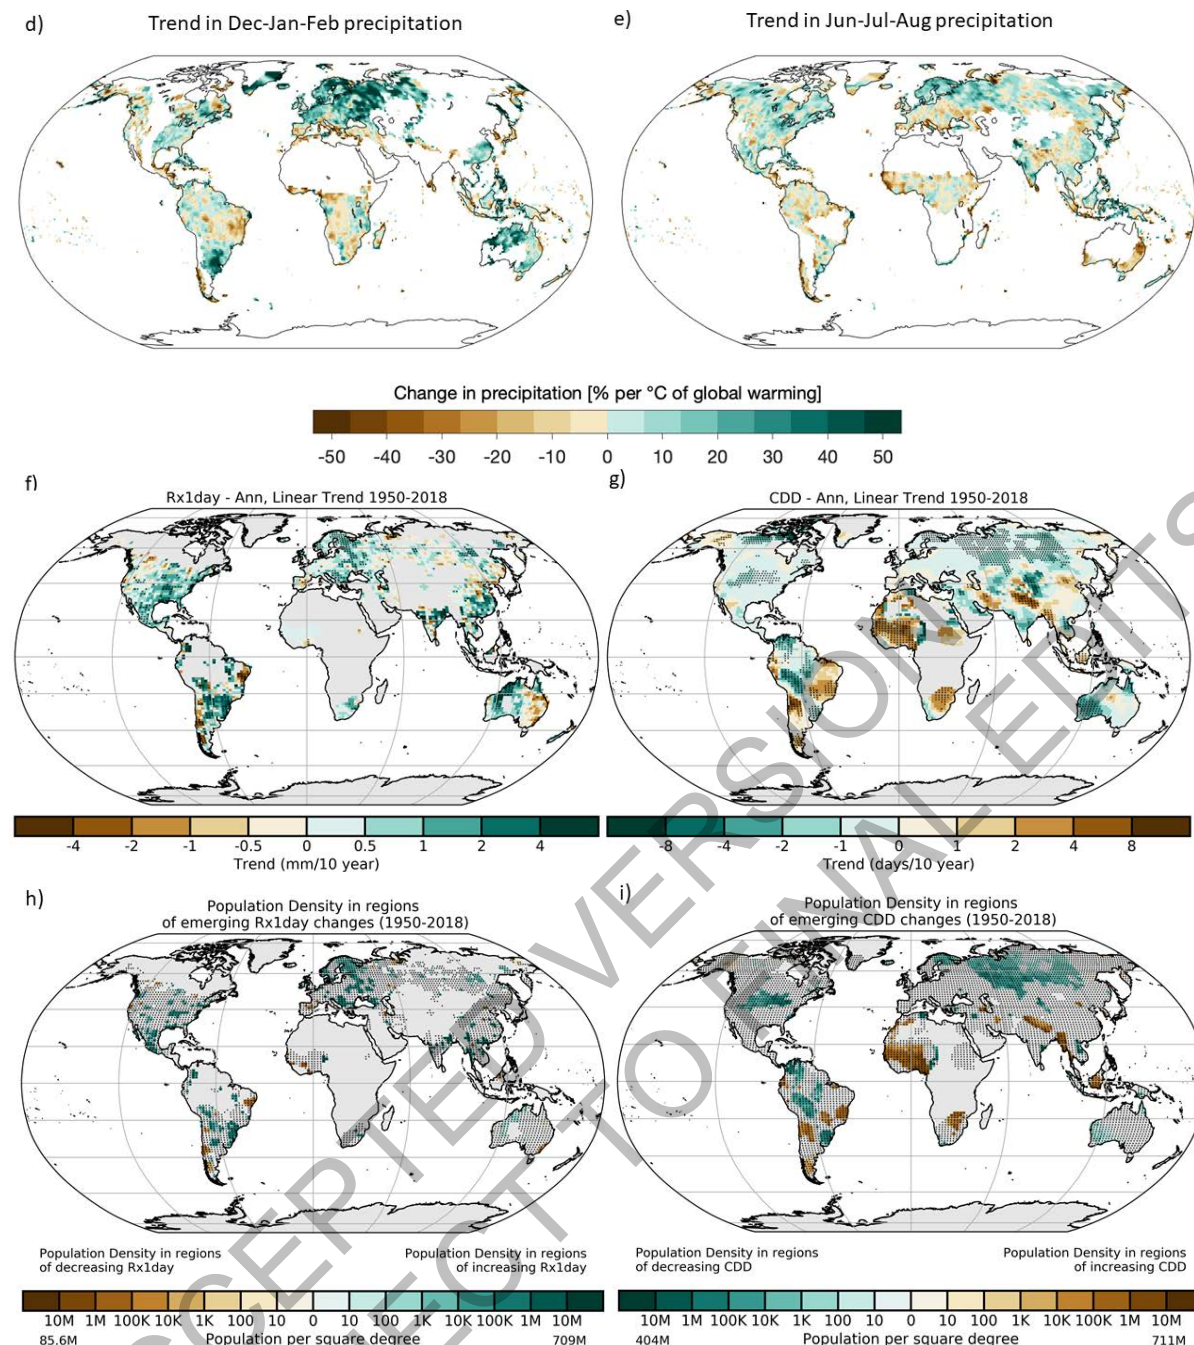 d)
Trend in Dec-Jan-Feb precipitation
e)
Trend in Jun-Jul-Aug precipitation
Change in precipitation [% per °C of global warming]
-50 -40 -30 -20 -10 0 10 20 30 40 50
f)
Rx1day - Ann, Linear Trend 1950-2018
g)
CDD - Ann, Linear Trend 1950-2018
-4 -2 -1 -0.5 0 0.5 1 2 4
Trend (mm/10 year)
-8 -4 -2 -1 0 1 2 4 8
Trend (days/10 year)
h)
Population Density in regions
of emerging Rx1day changes (1950-2018)
i)
Population Density in regions
of emerging CDD changes (1950-2018)
Population Density in regions
of decreasing Rx1day
Population Density in regions
of increasing Rx1day
10M 1M 100K 10K 1K 100 10 0 10 100 1K 10K 100K 1M 10M
85.6M
Population per square degree
709M
Population Density in regions
of decreasing CDD
Population Density in regions
of increasing CDD
10M 1M 100K 10K 1K 100 10 0 10 100 1K 10K 100K 1M 10M
404M
Population per square degree
711M
CCEPTED VERSION
JECT TO FINAL EDITS